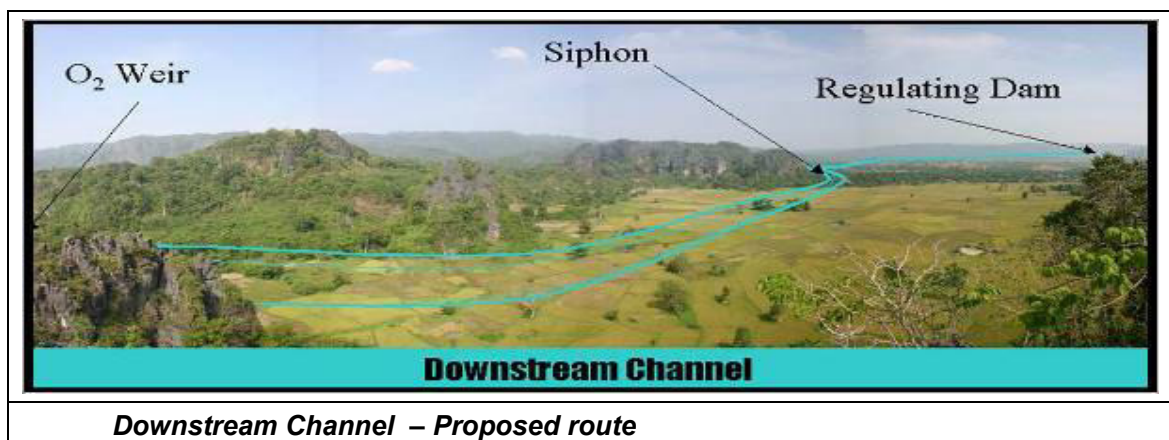 Siphon
O₂ Weir
Regulating Dam
Downstream Channel
Downstream Channel – Proposed route